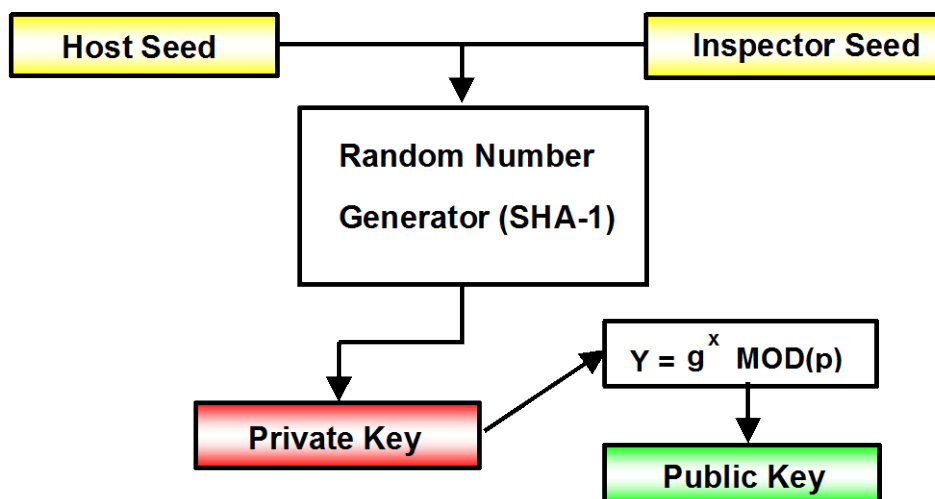 Host Seed
Inspector Seed
Random Number
Generator (SHA-1)
Y = g^x MOD(p)
Private Key
Public Key